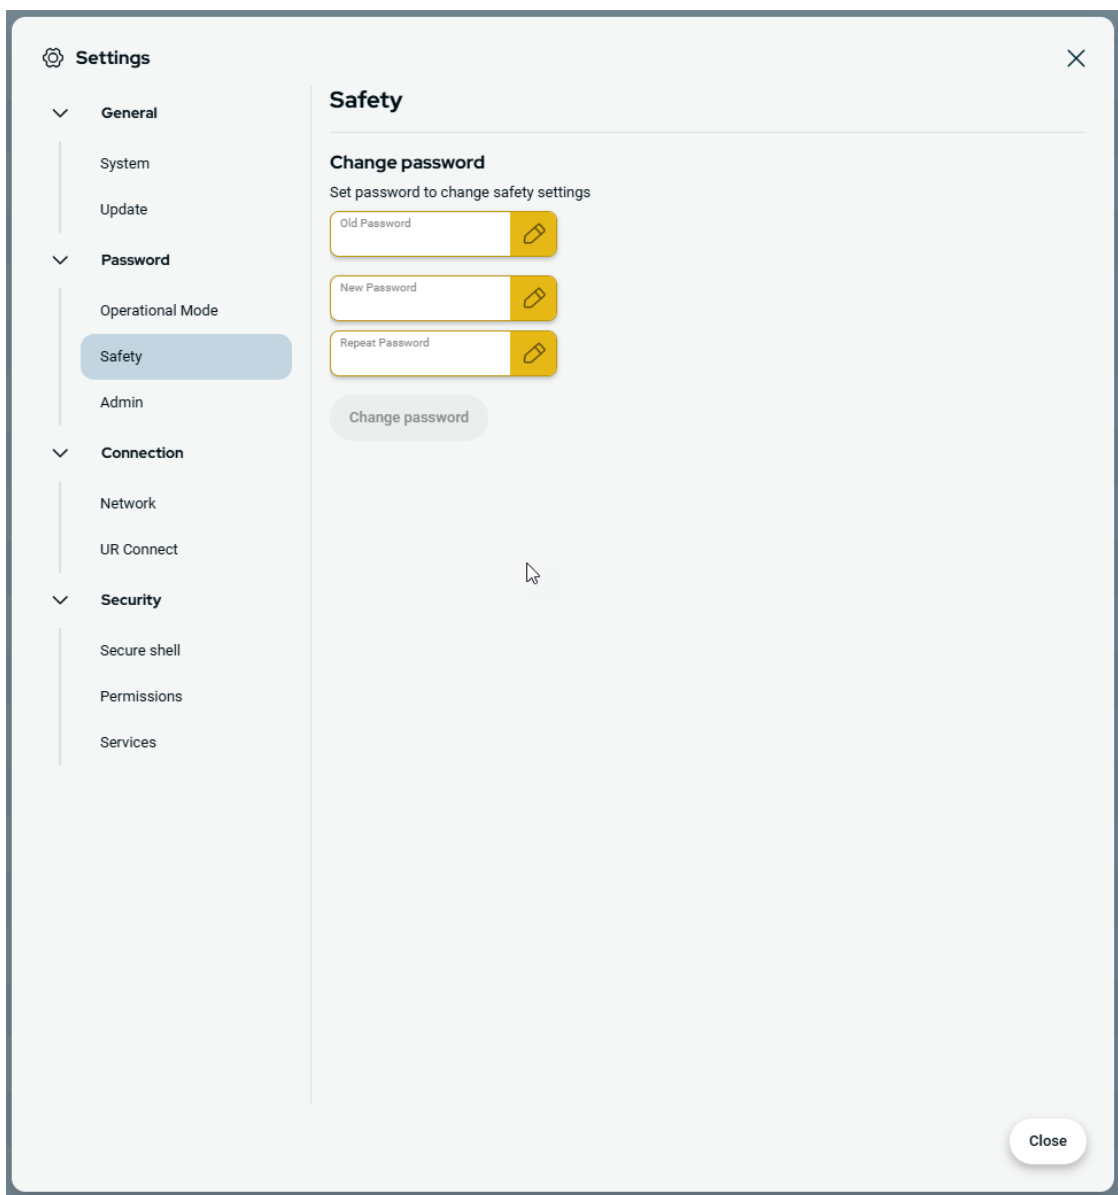 Settings
General
System
Update
Password
Operational Mode
Safety
Admin
Connection
Network
UR Connect
Security
Secure shell
Permissions
Services
Safety
Change password
Set password to change safety settings
Old Password
New Password
Repeat Password
Change password
Close